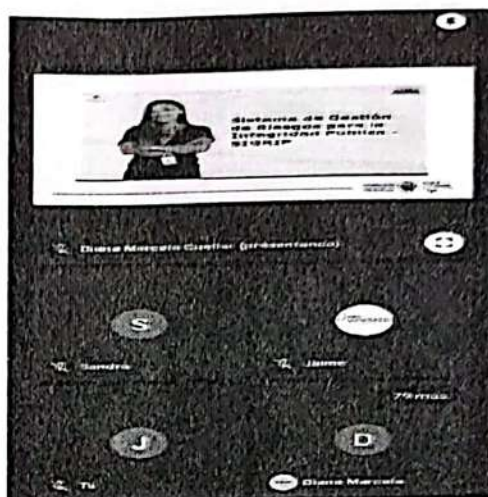 Sistema de Gestión
de Riesgos para la
Integridad Pública -
SIGRIP
Diana Marcela Cuellar (presentando)
S
Sandra
Jaime
79 más
J
D
Tú
Diana Marcela